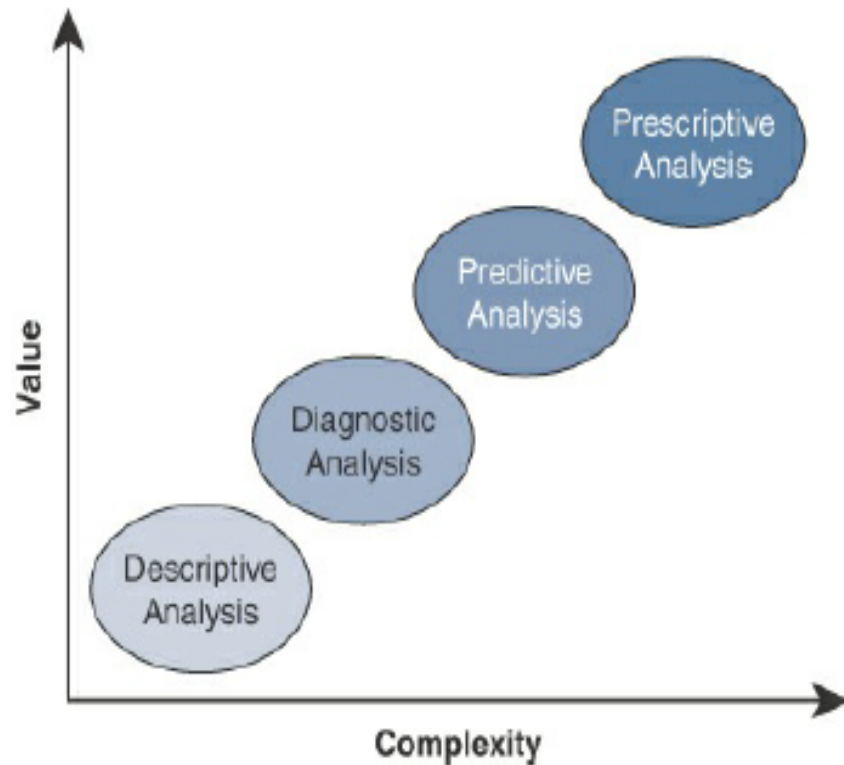 Prescriptive
Analysis
Predictive
Analysis
Diagnostic
Analysis
Descriptive
Analysis
Value
Complexity